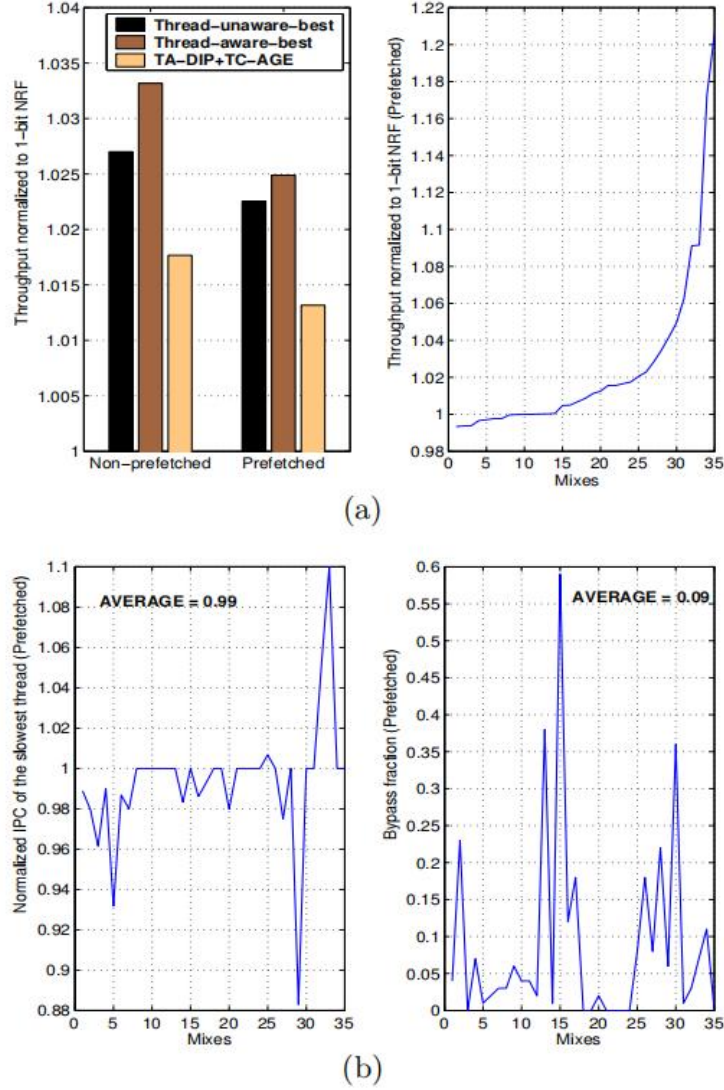 Throughput normalized to 1-bit NRF
1.04
1.035
1.03
1.025
1.02
1.015
1.01
1.005
1
Thread-unaware-best
Thread-aware-best
TA-DIP+TC-AGE
Non-prefetched
Prefetched
Throughput normalized to 1-bit NRF (Prefetched)
1.22
1.2
1.18
1.16
1.14
1.12
1.1
1.08
1.06
1.04
1.02
1
0.98
0 5 10 15 20 25 30 35
Mixes
(a)
Normalized IPC of the slowest thread (Prefetched)
1.1
1.08
1.06
1.04
1.02
1
0.98
0.96
0.94
0.92
0.9
0.88
AVERAGE = 0.99
0 5 10 15 20 25 30 35
Mixes
Bypass fraction (Prefetched)
0.6
0.55
0.5
0.45
0.4
0.35
0.3
0.25
0.2
0.15
0.1
0.05
0
AVERAGE = 0.09
0 5 10 15 20 25 30 35
Mixes
(b)